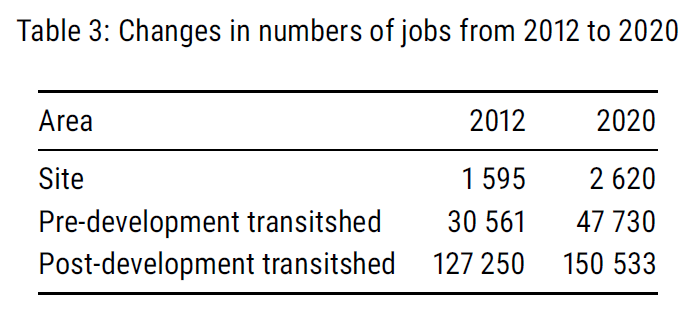 Table 3: Changes in numbers of jobs from 2012 to 2020
Area 2012 2020
Site 1 595 2 620
Pre-development transitshed 30 561 47 730
Post-development transitshed 127 250 150 533